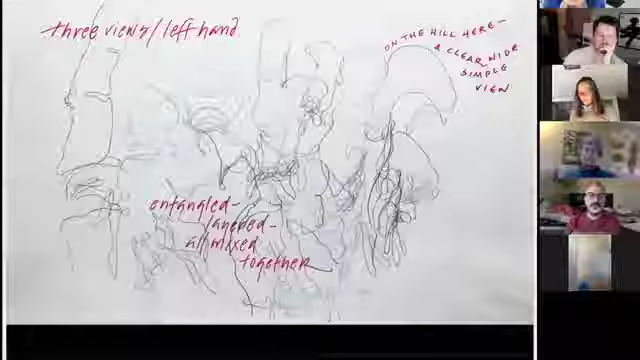 three views/left hand
ON THE HILL HERE –
A CLEAR, WIDE
SIMPLE
VIEW
entangled –
layered –
all mixed
together